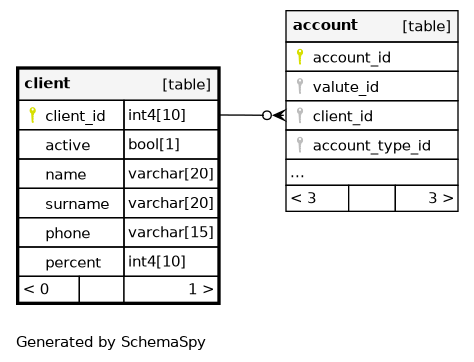 client [table]
client_id int4[10]
active bool[1]
name varchar[20]
surname varchar[20]
phone varchar[15]
percent int4[10]
< 0 1 >
account [table]
account_id
valute_id
client_id
account_type_id
...
< 3 3 >
Generated by SchemaSpy